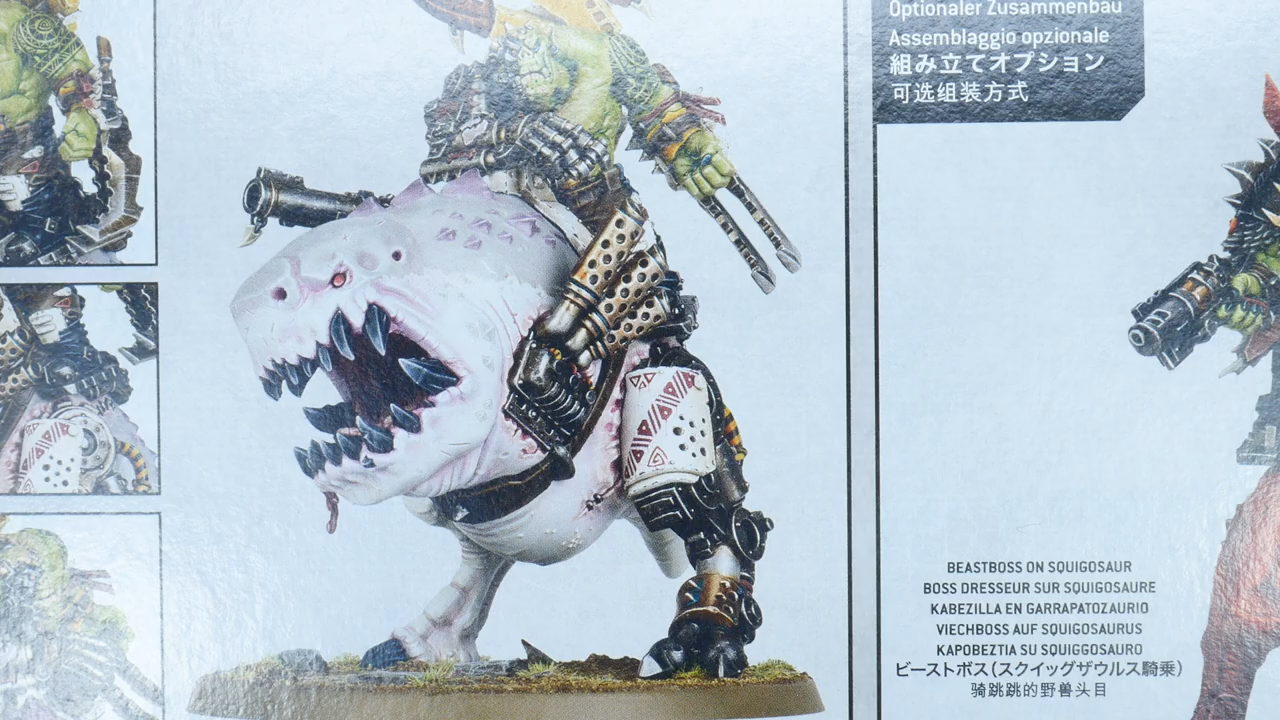 Optionaler Zusammenbau
Assemblaggio opzionale
組み立てオプション
可选组装方式
BEASTBOSS ON SQUIGOSAUR
BOSS DRESSEUR SUR SQUIGOSAURE
KABEZILLA EN GARRAPATOZAURIO
VIECHBOSS AUF SQUIGOSAURUS
KAPOBEZTIA SU SQUIGGOSAURO
ビーストボス（スクイッグザウルス騎乗）
骑跳跳的野兽头目